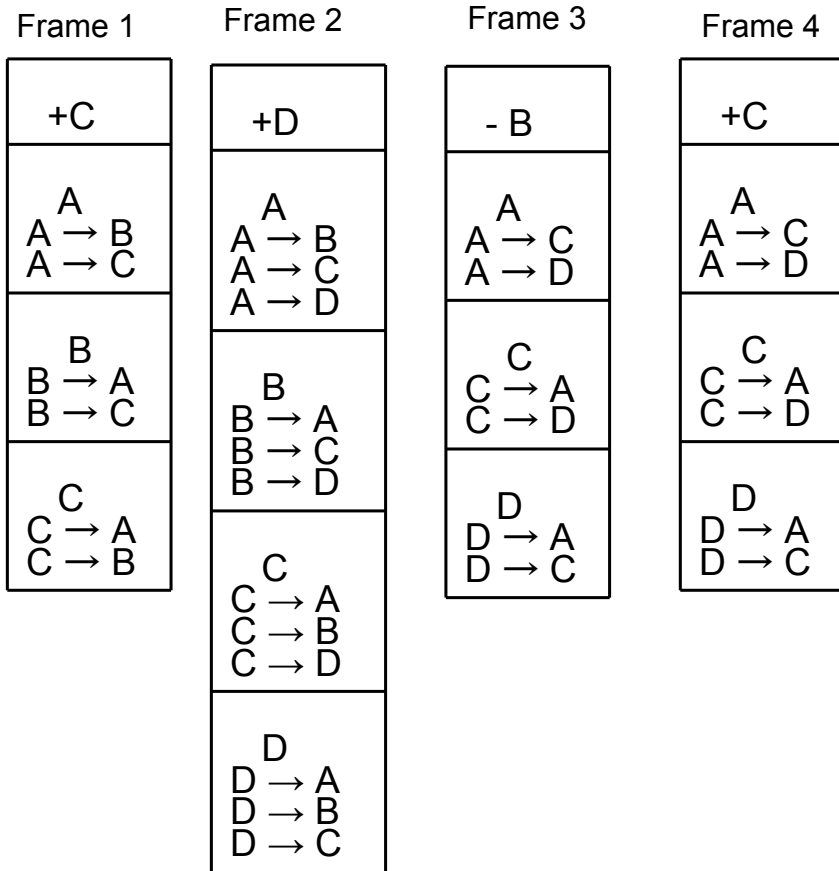 Frame 1
+C
A
A → B
A → C
B
B → A
B → C
C
C → A
C → B
Frame 2
+D
A
A → B
A → C
A → D
B
B → A
B → C
B → D
C
C → A
C → B
C → D
D
D → A
D → B
D → C
Frame 3
- B
A
A → C
A → D
C
C → A
C → D
D
D → A
D → C
Frame 4
+C
A
A → C
A → D
C
C → A
C → D
D
D → A
D → C